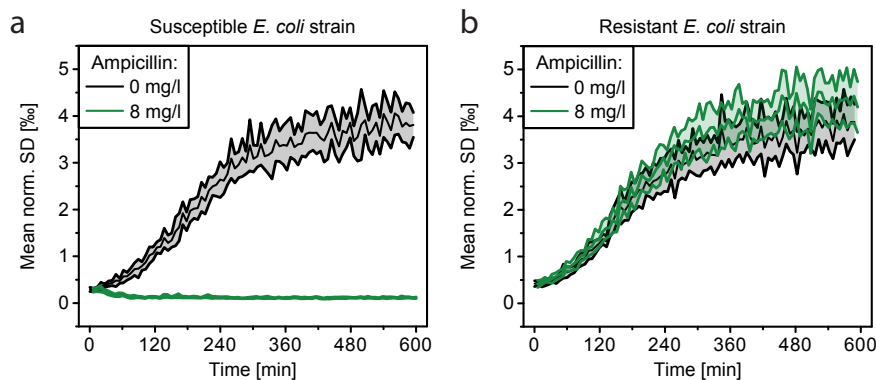 a
Susceptible E. coli strain
Ampicillin:
0 mg/l
8 mg/l
Mean norm. SD [‰]
5
4
3
2
1
0
0 120 240 360 480 600
Time [min]
b
Resistant E. coli strain
Ampicillin:
0 mg/l
8 mg/l
Mean norm. SD [‰]
5
4
3
2
1
0
0 120 240 360 480 600
Time [min]